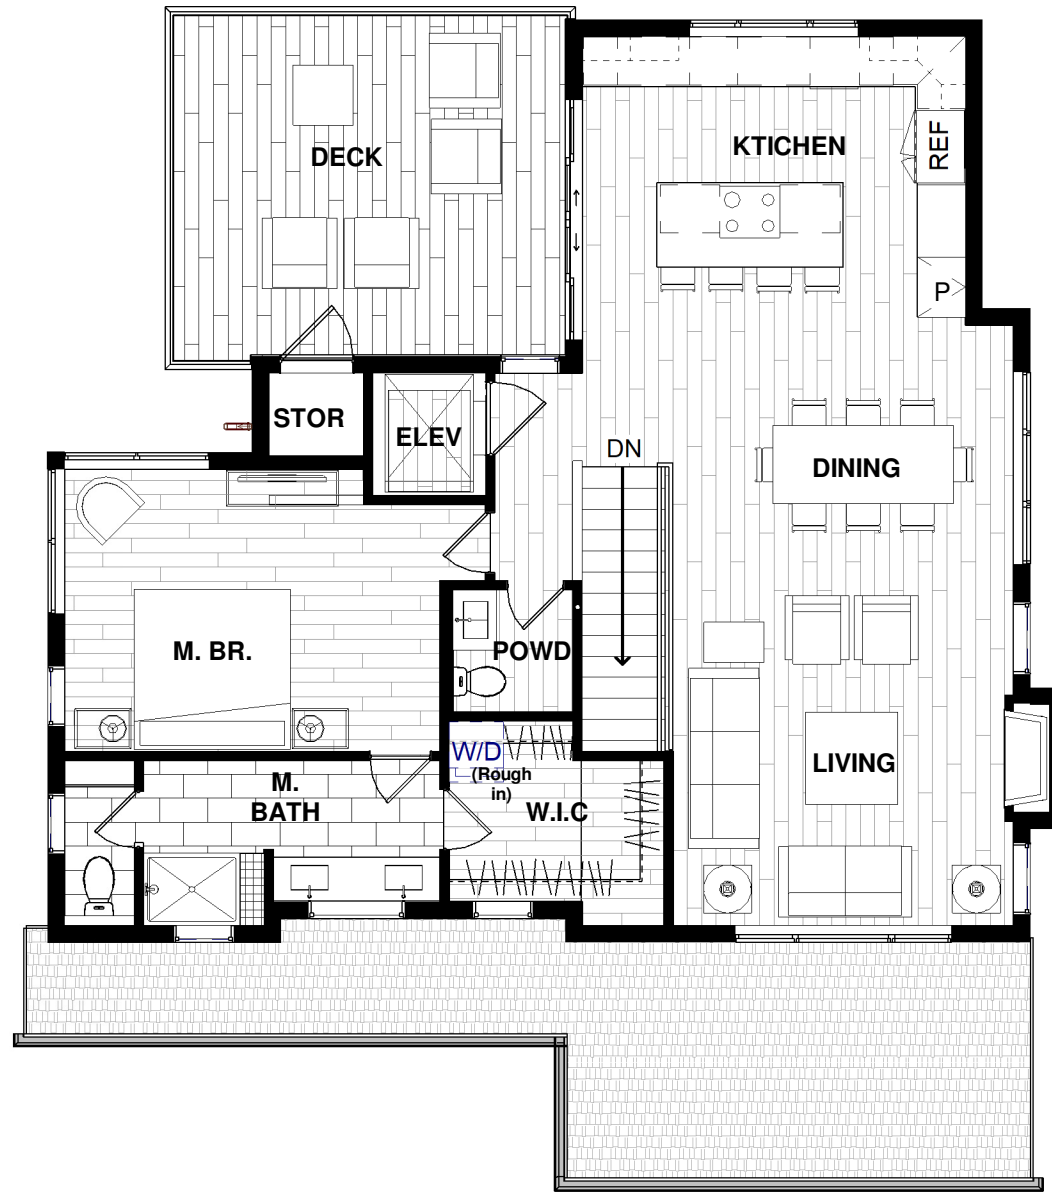 DECK
KTICHEN
REF
P
STOR
ELEV
DN
DINING
M. BR.
POWD
LIVING
W/D
(Rough
in)
M.
BATH
W.I.C